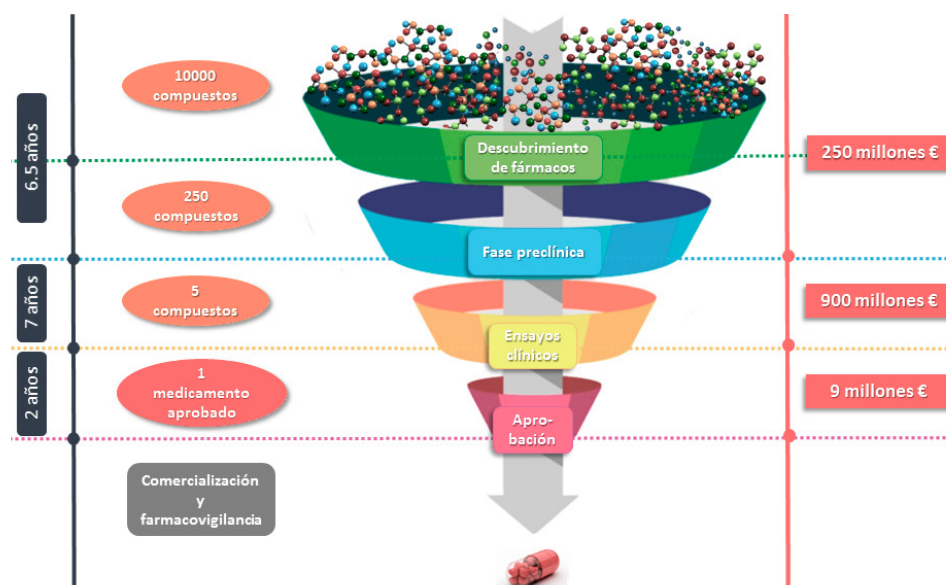 10000
compuestos
Descubrimiento
de fármacos
6.5 años
250 millones €
250
compuestos
Fase preclínica
7 años
5
compuestos
Ensayos
clínicos
900 millones €
2 años
1
medicamento
aprobado
Apro-
bación
9 millones €
Comercialización
y
farmacovigilancia